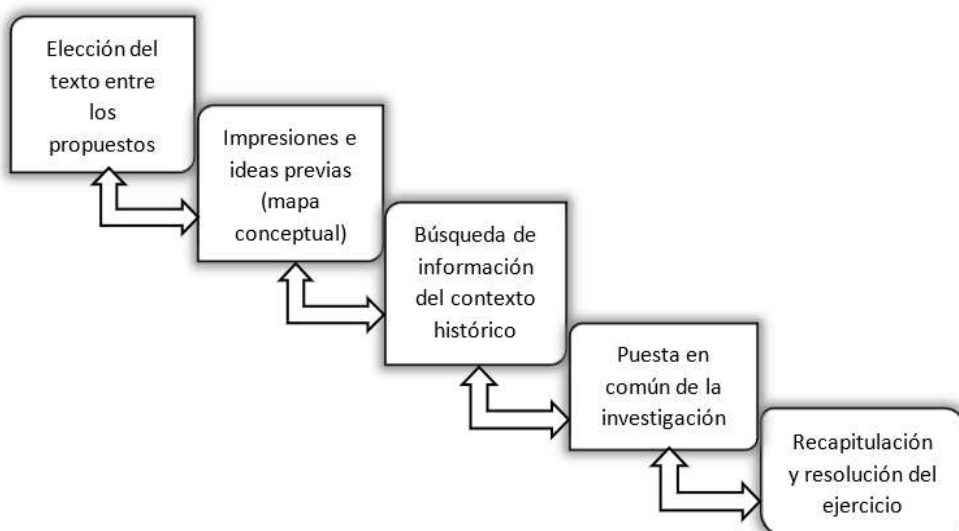 Elección del
texto entre
los
propuestos
Impresiones e
ideas previas
(mapa
conceptual)
Búsqueda de
información
del contexto
histórico
Puesta en
común de la
investigación
Recapitulación
y resolución del
ejercicio